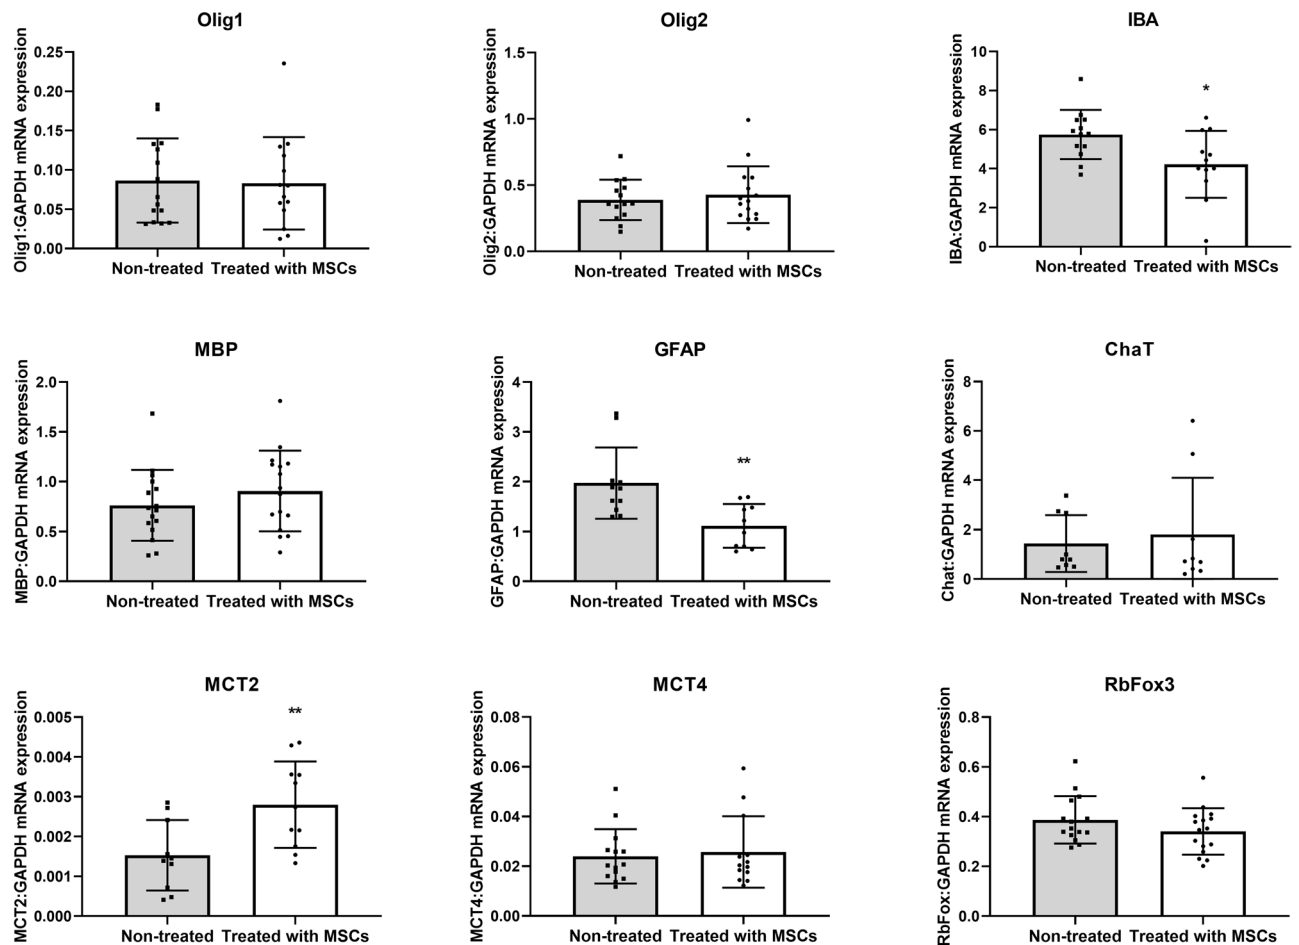 Olig1
Olig1:GAPDH mRNA expression
0.25
0.20
0.15
0.10
0.05
0.00
Non-treated Treated with MSCs
Olig2
Olig2:GAPDH mRNA expression
1.5
1.0
0.5
0.0
Non-treated Treated with MSCs
IBA
IBA:GAPDH mRNA expression
10
8
6
4
2
0
*
Non-treated Treated with MSCs
MBP
MBP:GAPDH mRNA expression
2.0
1.5
1.0
0.5
0.0
Non-treated Treated with MSCs
GFAP
GFAP:GAPDH mRNA expression
4
3
2
1
0
**
Non-treated Treated with MSCs
ChaT
Chat:GAPDH mRNA expression
8
6
4
2
0
Non-treated Treated with MSCs
MCT2
MCT2:GAPDH mRNA expression
0.005
0.004
0.003
0.002
0.001
0.000
**
Non-treated Treated with MSCs
MCT4
MCT4:GAPDH mRNA expression
0.08
0.06
0.04
0.02
0.00
Non-treated Treated with MSCs
RbFox3
RbFox:GAPDH mRNA expression
0.8
0.6
0.4
0.2
0.0
Non-treated Treated with MSCs